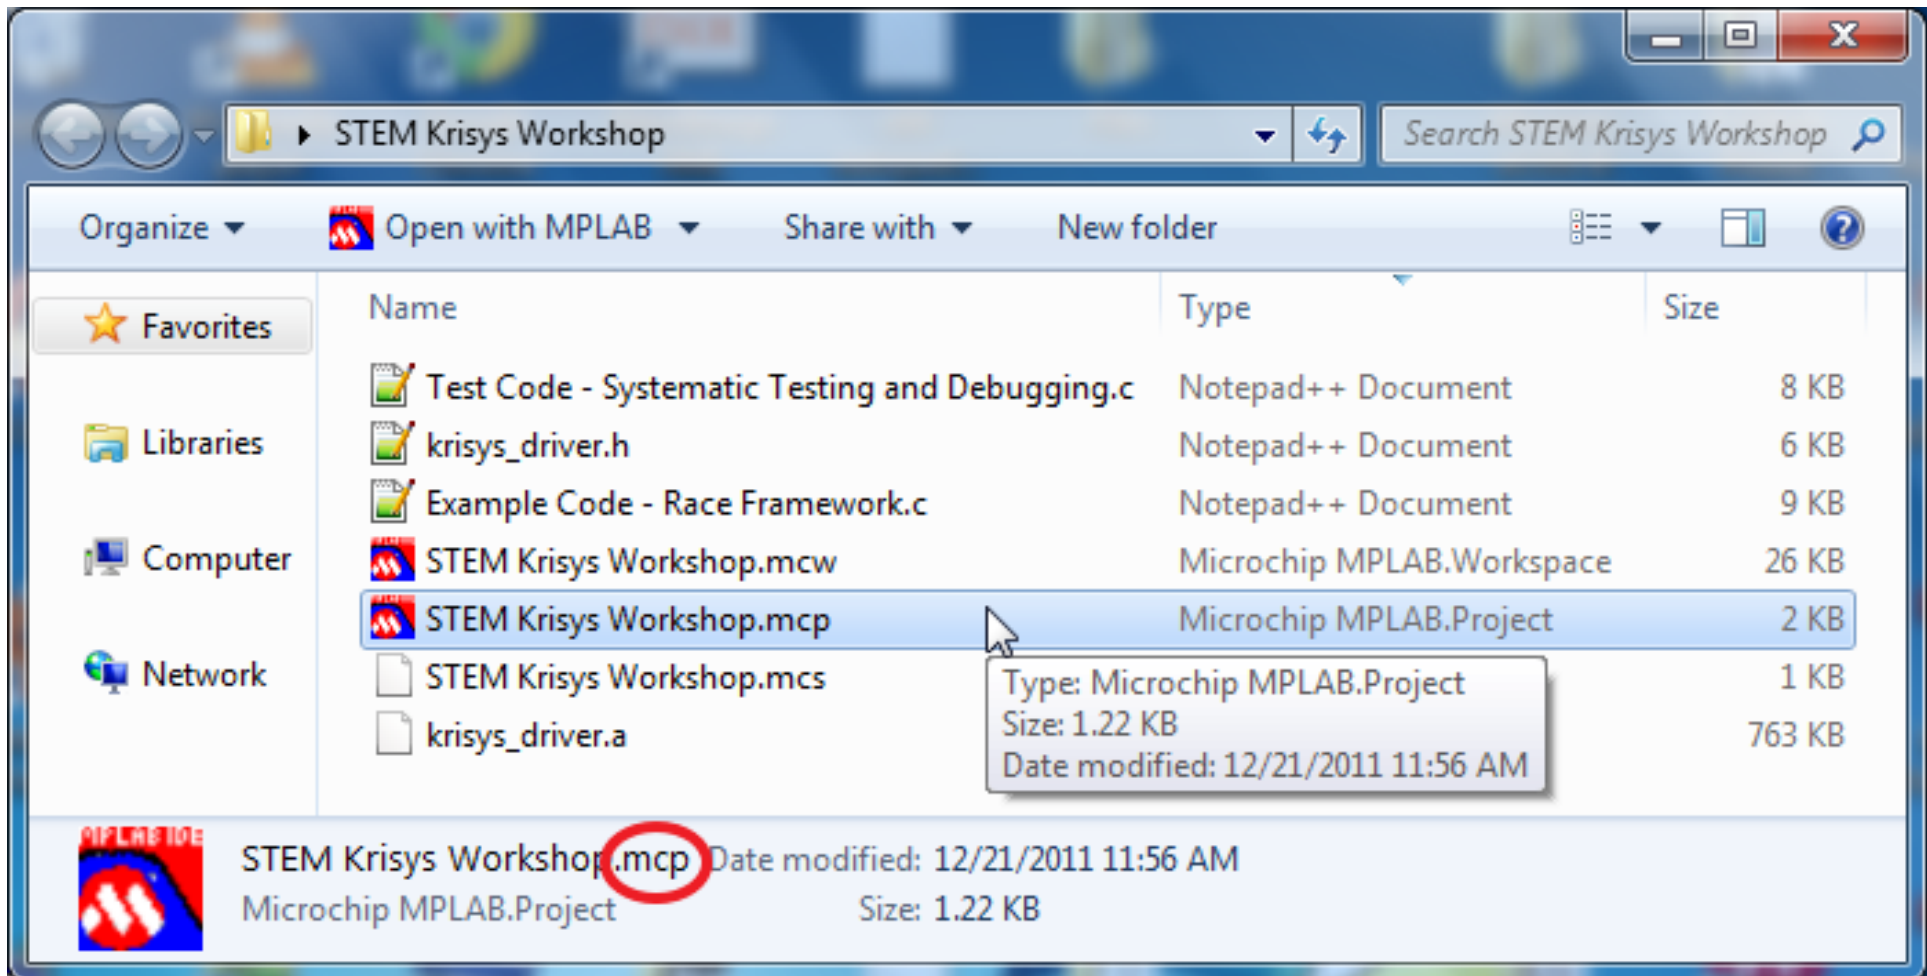 STEM Krisys Workshop
Search STEM Krisys Workshop
Organize Open with MPLAB Share with New folder
Name Type Size
Favorites
Libraries
Computer
Network
Test Code - Systematic Testing and Debugging.c Notepad++ Document 8 KB
krisys_driver.h Notepad++ Document 6 KB
Example Code - Race Framework.c Notepad++ Document 9 KB
STEM Krisys Workshop.mcw Microchip MPLAB.Workspace 26 KB
STEM Krisys Workshop.mcp Microchip MPLAB.Project 2 KB
STEM Krisys Workshop.mcs 1 KB
krisys_driver.a 763 KB
Type: Microchip MPLAB.Project
Size: 1.22 KB
Date modified: 12/21/2011 11:56 AM
MPLAB IDE
STEM Krisys Workshop.mcp Date modified: 12/21/2011 11:56 AM
Microchip MPLAB.Project Size: 1.22 KB